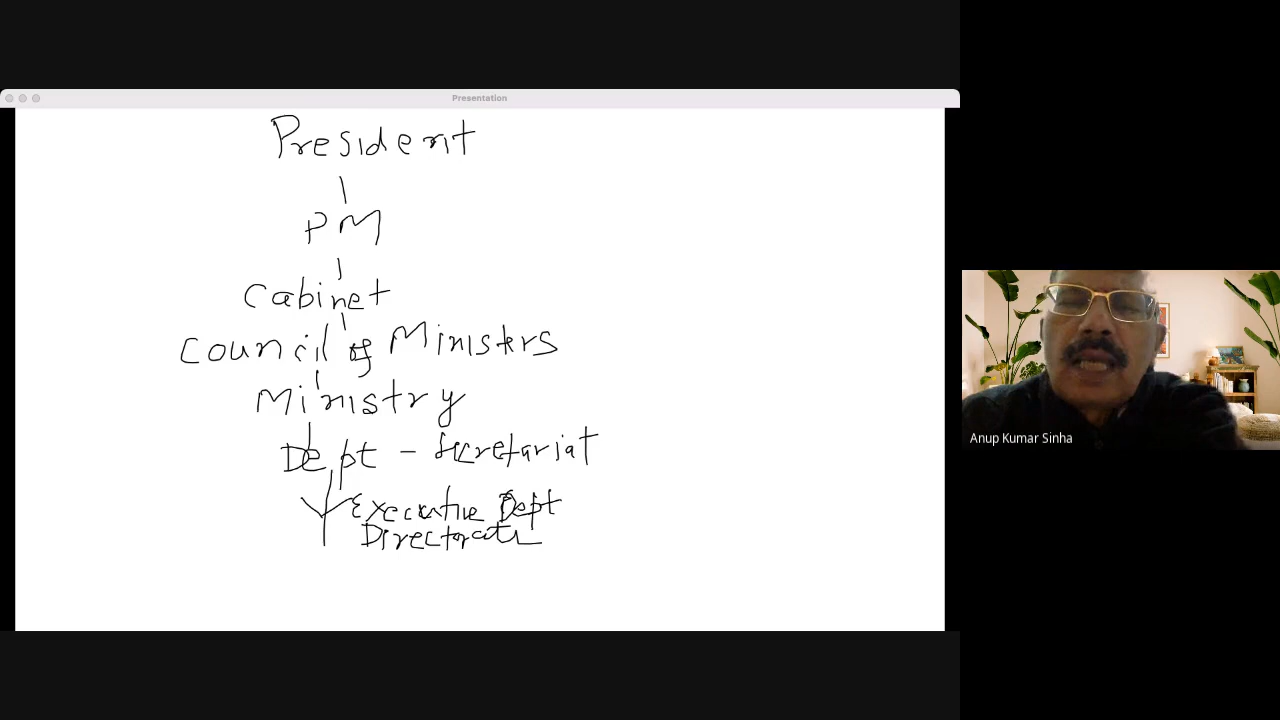 Presentation
President
PM
Cabinet
Council of Ministers
Ministry
Dept - Secretariat
Executive Dept
Directorate
Anup Kumar Sinha